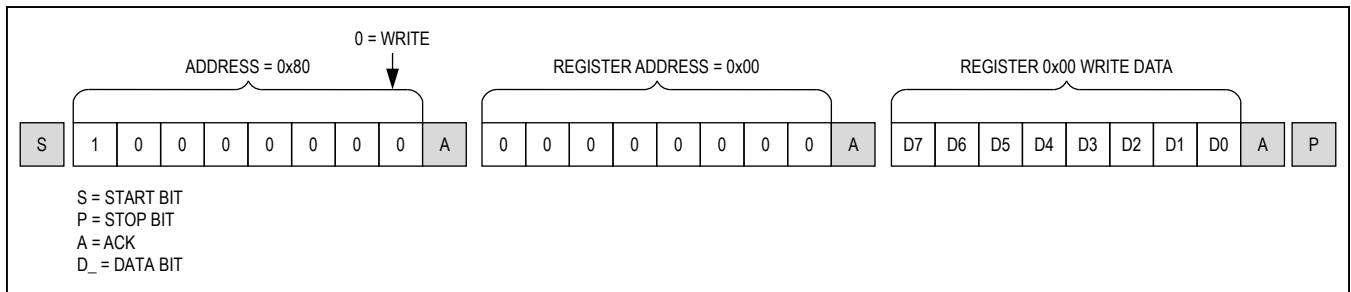 0 = WRITE
ADDRESS = 0x80 REGISTER ADDRESS = 0x00 REGISTER 0x00 WRITE DATA
S 1 0 0 0 0 0 0 0 A 0 0 0 0 0 0 0 0 A D7 D6 D5 D4 D3 D2 D1 D0 A P
S = START BIT
P = STOP BIT
A = ACK
D_ = DATA BIT